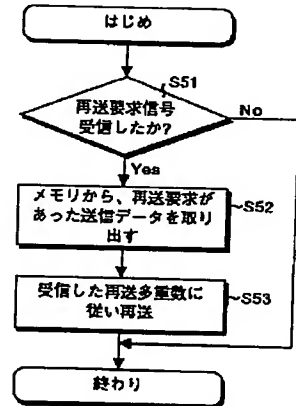 はじめ
S51
再送要求信号
受信したか?
No
Yes
メモリから、再送要求が
あった送信データを取り
出す
S52
受信した再送多重数に
従い再送
S53
終わり